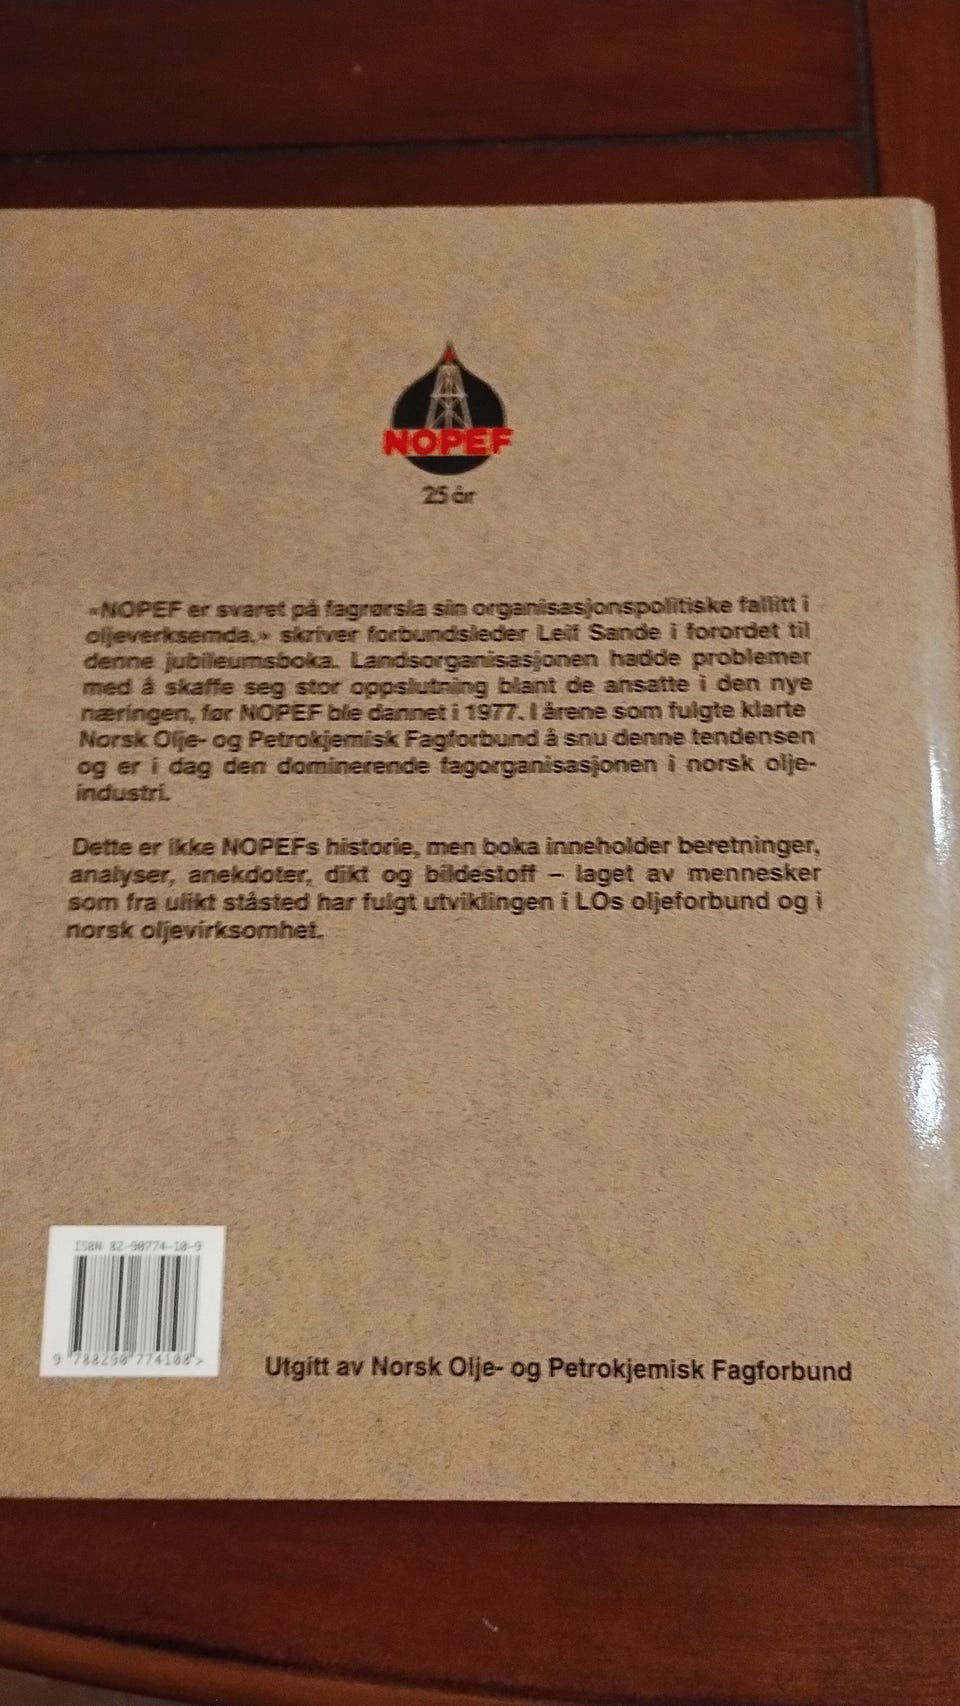 NOPEF
25 år
«NOPEF er svaret på fagrørsla sin organisasjonspolitiske fallitt i
oljeverksemda.» skriver forbundsleder Leif Sande i forordet til
denne jubileumsboka. Landsorganisasjonen hadde problemer
med å skaffe seg stor oppslutning blant de ansatte i den nye
næringen, før NOPEF ble dannet i 1977. I årene som fulgte klarte
Norsk Olje- og Petrokjemisk Fagforbund å snu denne tendensen
og er i dag den dominerende fagorganisasjonen i norsk olje-
industri.
Dette er ikke NOPEFs historie, men boka inneholder beretninger,
analyser, anekdoter, dikt og bildestoff – laget av mennesker
som fra ulikt ståsted har fulgt utviklingen i LOs oljeforbund og i
norsk oljevirksomhet.
ISBN 82-90774-10-9
9 788290 774108 >
Utgitt av Norsk Olje- og Petrokjemisk Fagforbund